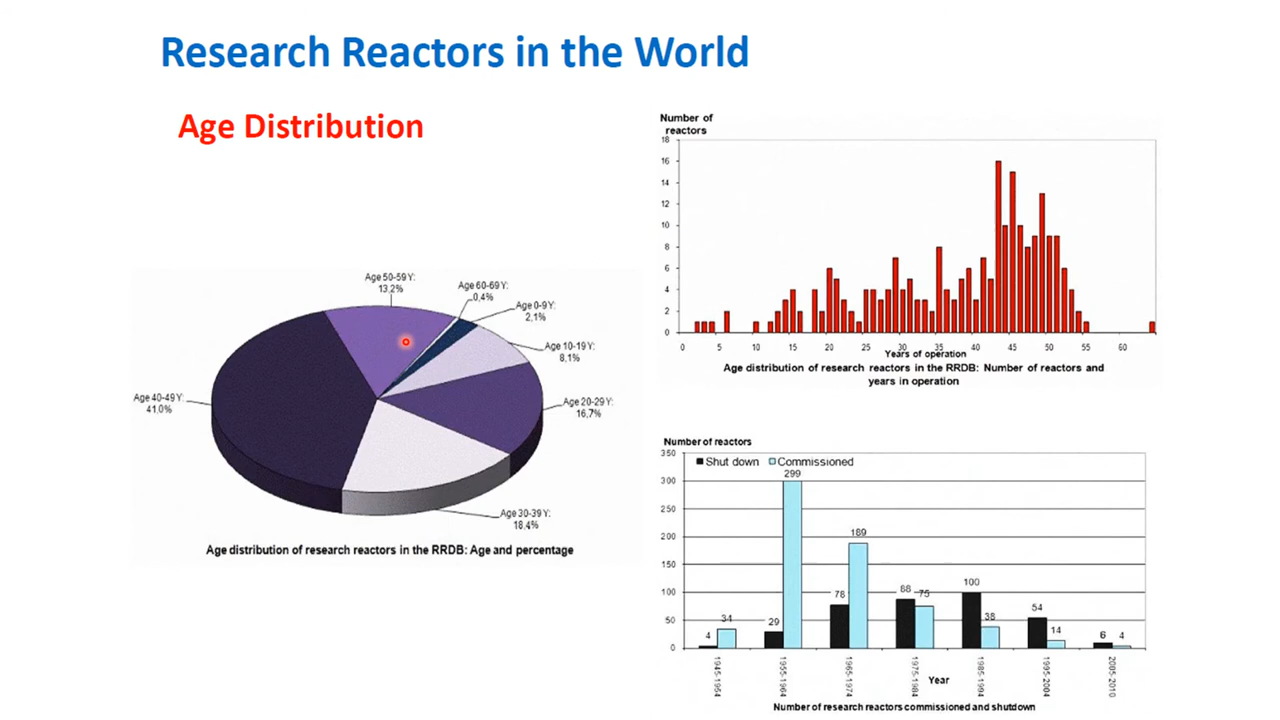 Research Reactors in the World
Age Distribution
Age 50-59 Y:
13,2%
Age 60-69 Y:
0,4%
Age 0-9 Y:
2,1%
Age 10-19 Y:
8,1%
Age 20-29 Y:
16,7%
Age 30-39 Y:
18,4%
Age 40-49 Y:
41,0%
Age distribution of research reactors in the RRDB: Age and percentage
Number of
reactors
18
16
14
12
10
8
6
4
2
0
0 5 10 15 20 25 30 35 40 45 50 55 60
Years of operation
Age distribution of research reactors in the RRDB: Number of reactors and
years in operation
Number of reactors
Shut down Commissioned
350
300
250
200
150
100
50
0
4 34
29 299
78 189
88 75
100 38
54 14
6 4
1945-1954
1955-1964
1965-1974
1975-1984
1985-1994
1995-2004
2005-2010
Year
Number of research reactors commissioned and shutdown